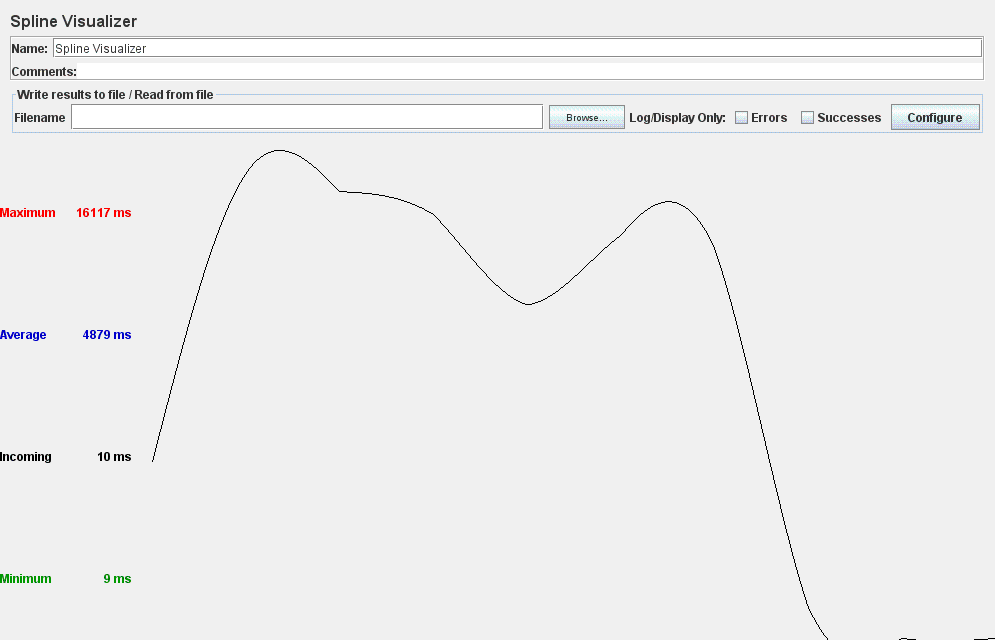 Spline Visualizer
Name: Spline Visualizer
Comments:
Write results to file / Read from file
Filename Browse... Log/Display Only: Errors Successes Configure
Maximum 16117 ms
Average 4879 ms
Incoming 10 ms
Minimum 9 ms